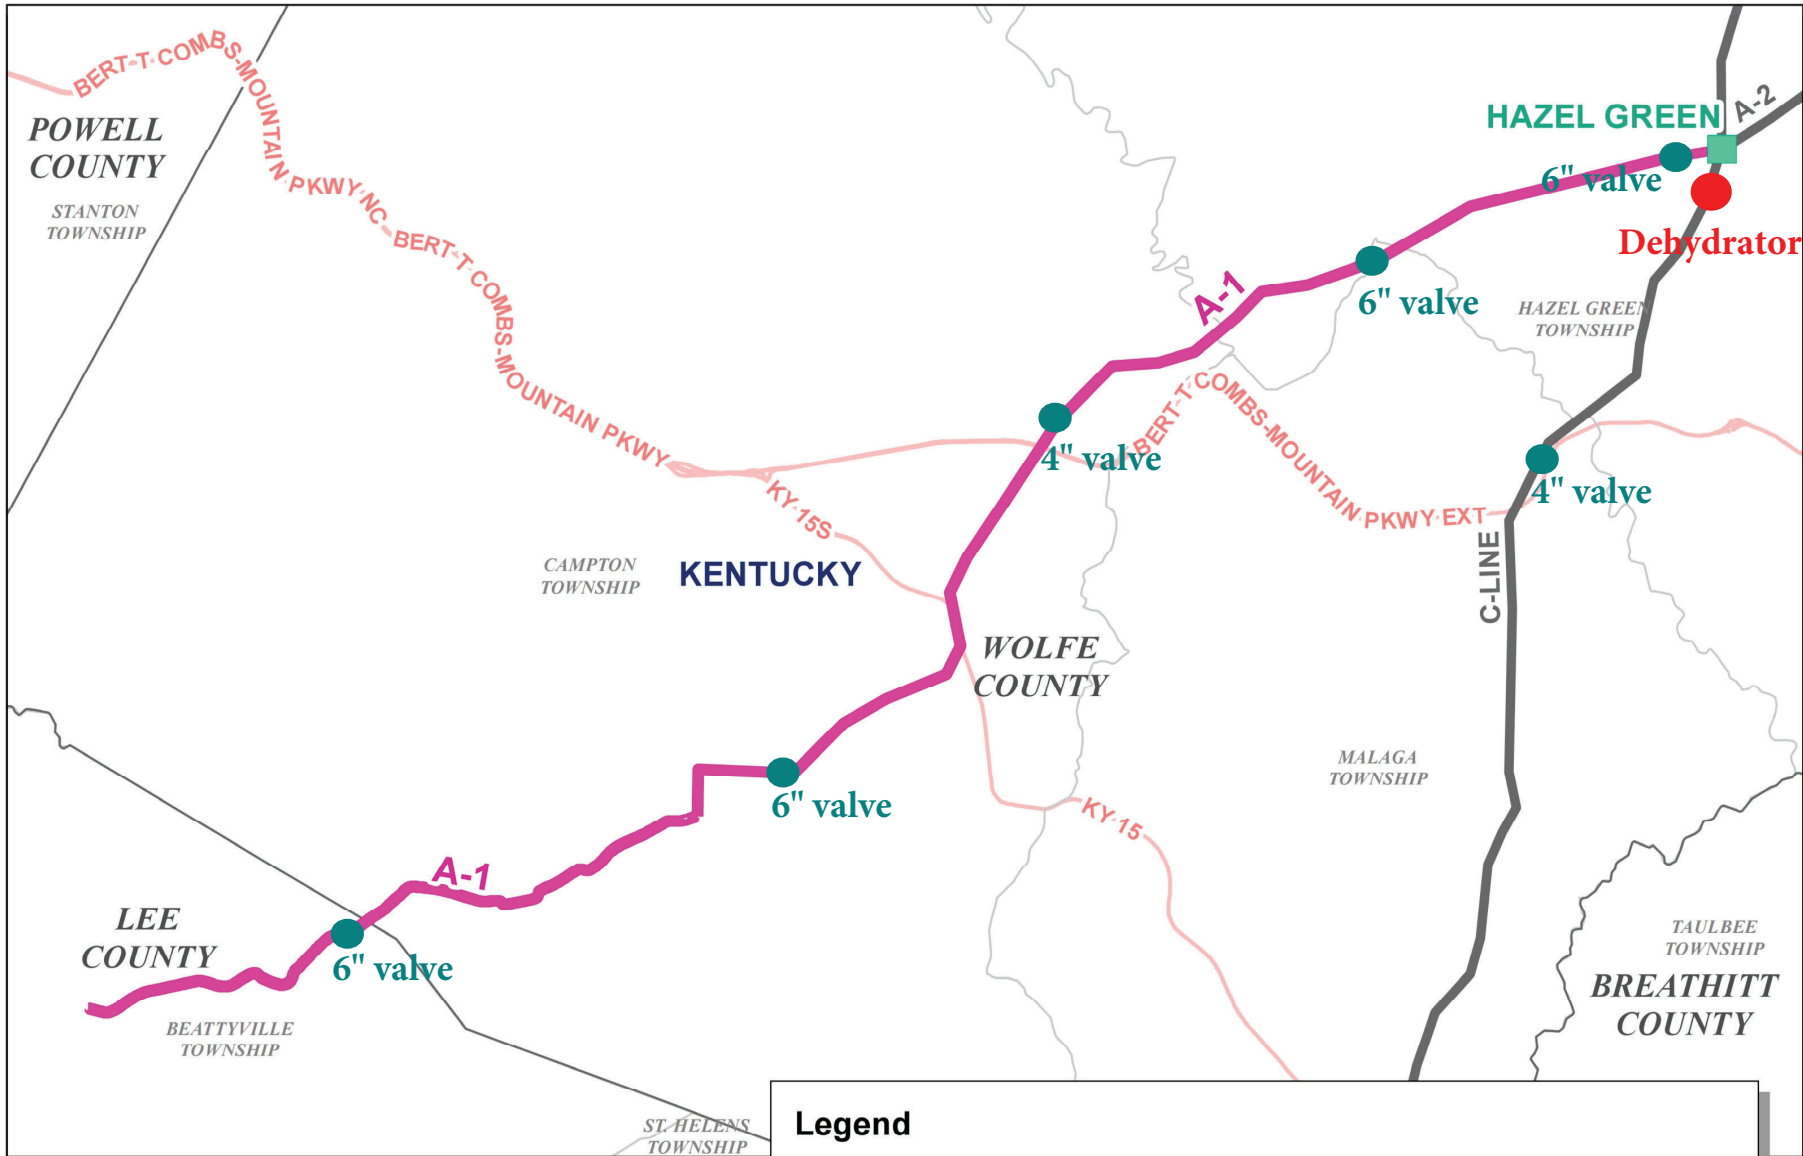 BERT-T-COMBS-MOUNTAIN PKWY NC
POWELL
COUNTY
STANTON
TOWNSHIP
HAZEL GREEN
A-2
6" valve
Dehydrator
BERT-T-COMBS-MOUNTAIN PKWY
6" valve
A-1
HAZEL GREEN
TOWNSHIP
4" valve
BERT-T-COMBS-MOUNTAIN PKWY EXT
4" valve
KY-15S
C-LINE
CAMPTON
TOWNSHIP
KENTUCKY
WOLFE
COUNTY
MALAGA
TOWNSHIP
6" valve
KY-15
A-1
LEE
COUNTY
6" valve
TAULBEE
TOWNSHIP
BREATHITT
COUNTY
BEATTYVILLE
TOWNSHIP
ST. HELENS
TOWNSHIP
Legend